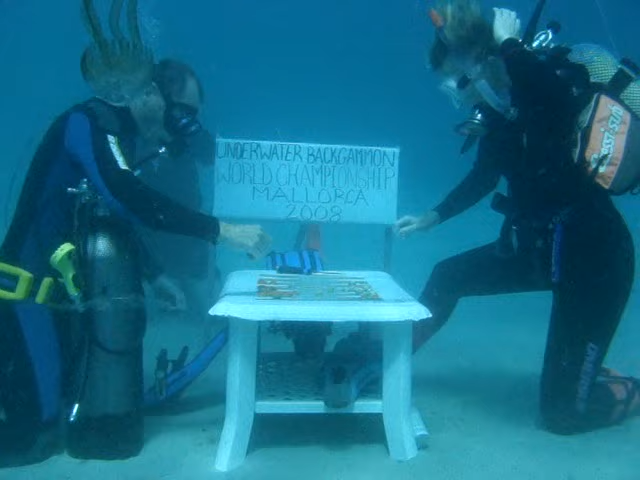 UNDERWATER BACKGAMMON
WORLD CHAMPIONSHIP
MALLORCA
2008